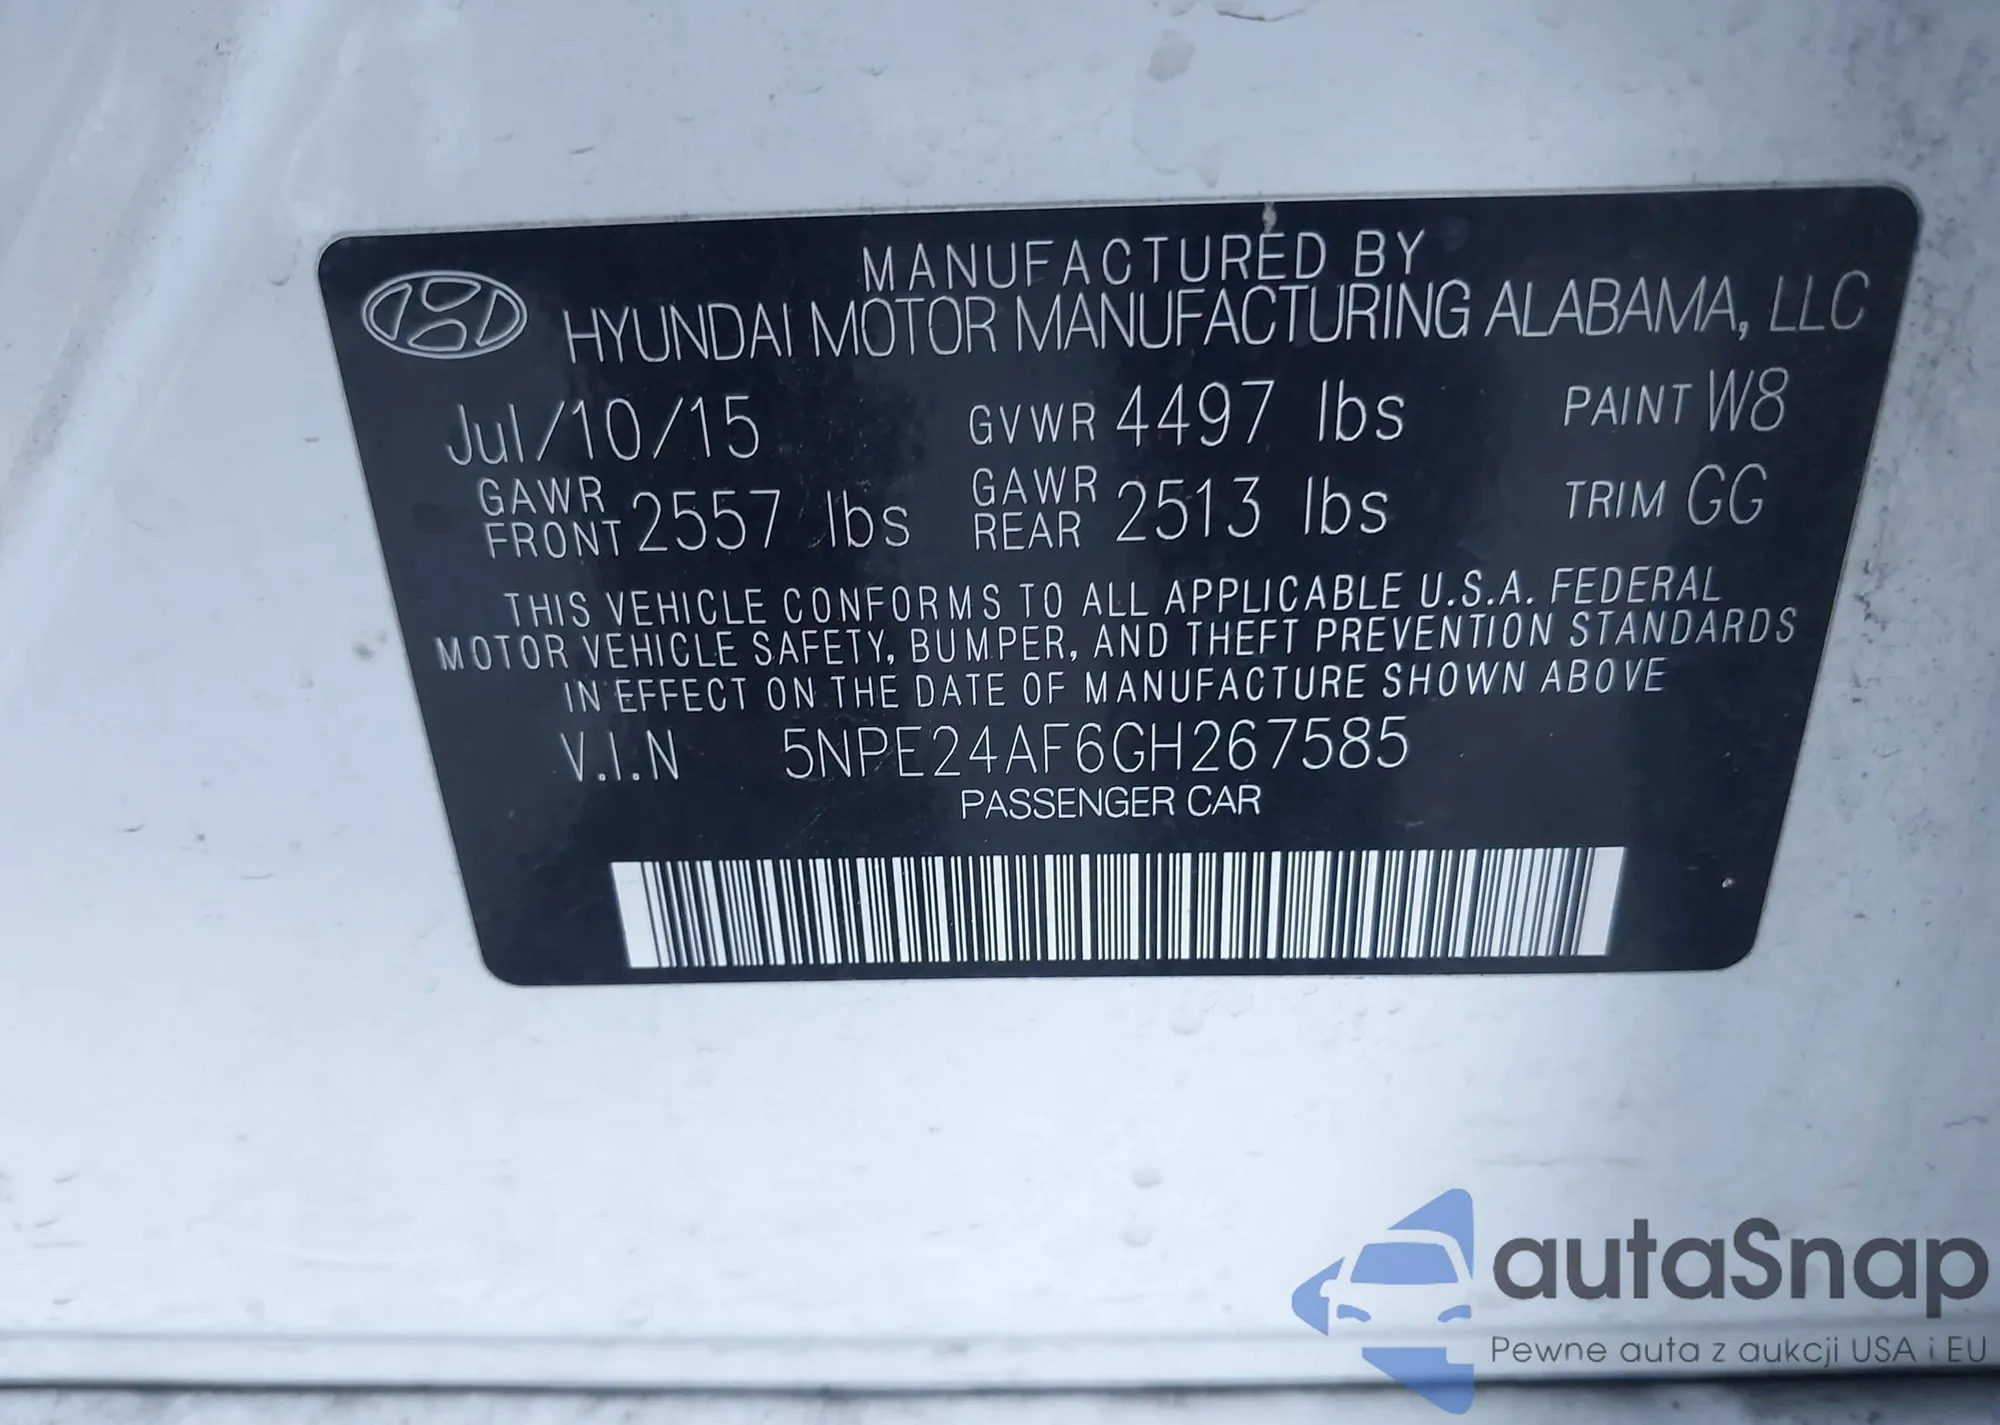 MANUFACTURED BY
HYUNDAI MOTOR MANUFACTURING ALABAMA, LLC
Jul/10/15 GVWR 4497 lbs PAINT W8
GAWR FRONT 2557 lbs GAWR REAR 2513 lbs TRIM GG
THIS VEHICLE CONFORMS TO ALL APPLICABLE U.S.A. FEDERAL
MOTOR VEHICLE SAFETY, BUMPER, AND THEFT PREVENTION STANDARDS
IN EFFECT ON THE DATE OF MANUFACTURE SHOWN ABOVE
V.I.N 5NPE24AF6GH267585
PASSENGER CAR
autaSnap
Pewne auta z aukcji USA i EU